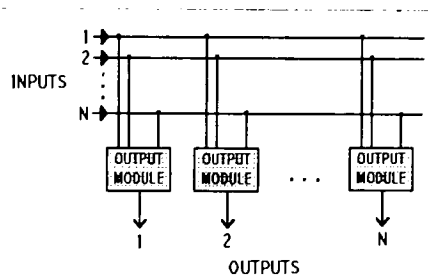 1
2
INPUTS
N
OUTPUT MODULE
OUTPUT MODULE
. . .
OUTPUT MODULE
1
2
N
OUTPUTS